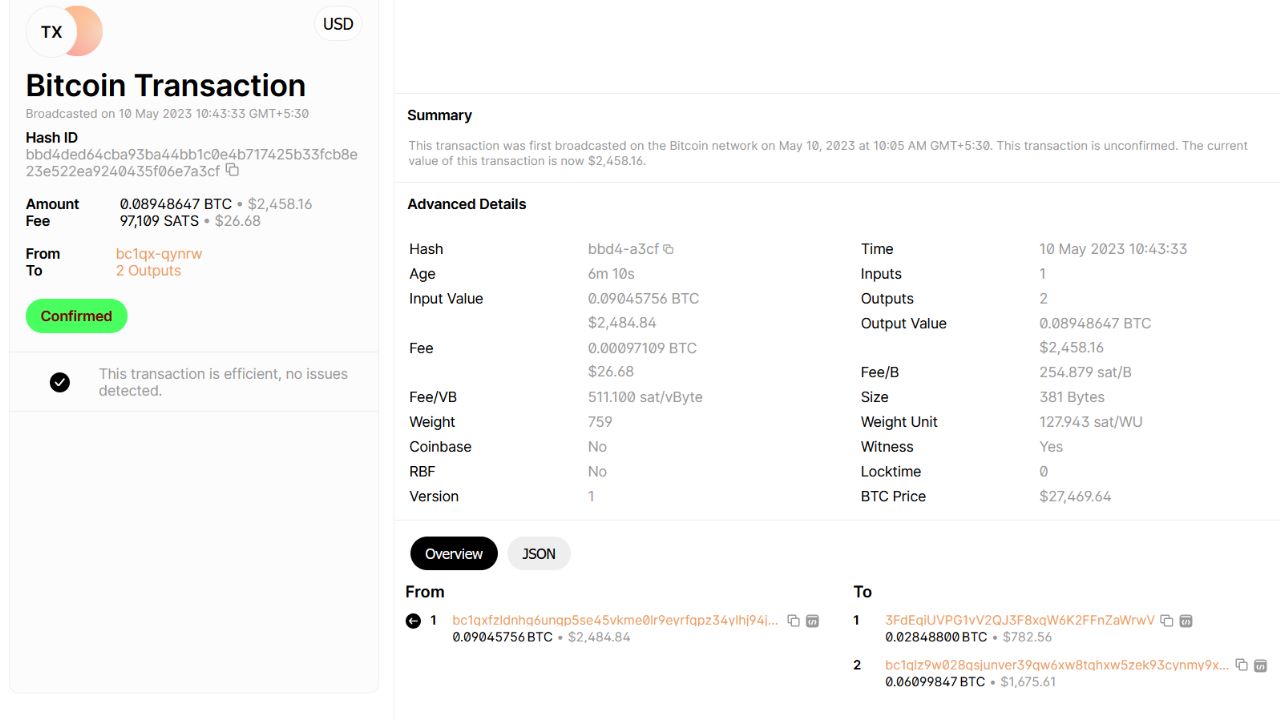 TX
USD
Bitcoin Transaction
Broadcasted on 10 May 2023 10:43:33 GMT+5:30
Hash ID
bbd4ded64cba93ba44bb1c0e4b717425b33fcb8e
23e522ea9240435f06e7a3cf
Amount 0.08948647 BTC • $2,458.16
Fee 97,109 SATS • $26.68
From bc1qx-qynrw
To 2 Outputs
Confirmed
This transaction is efficient, no issues
detected.
Summary
This transaction was first broadcasted on the Bitcoin network on May 10, 2023 at 10:05 AM GMT+5:30. This transaction is unconfirmed. The current
value of this transaction is now $2,458.16.
Advanced Details
Hash bbd4-a3cf
Age 6m 10s
Input Value 0.09045756 BTC
$2,484.84
Fee 0.00097109 BTC
$26.68
Fee/VB 511.100 sat/vByte
Weight 759
Coinbase No
RBF No
Version 1
Time 10 May 2023 10:43:33
Inputs 1
Outputs 2
Output Value 0.08948647 BTC
$2,458.16
Fee/B 254.879 sat/B
Size 381 Bytes
Weight Unit 127.943 sat/WU
Witness Yes
Locktime 0
BTC Price $27,469.64
Overview JSON
From
1 bc1qxfzldnhq6unqp5se45vkme0lr9eyrfqpz34ylhj94j...
0.09045756 BTC • $2,484.84
To
1 3FdEqiUVPG1vV2QJ3F8xqW6K2FFnZaWrwV
0.02848800 BTC • $782.56
2 bc1qlz9w028qsjunver39qw6xw8tqhxw5zek93cynmy9x...
0.06099847 BTC • $1,675.61